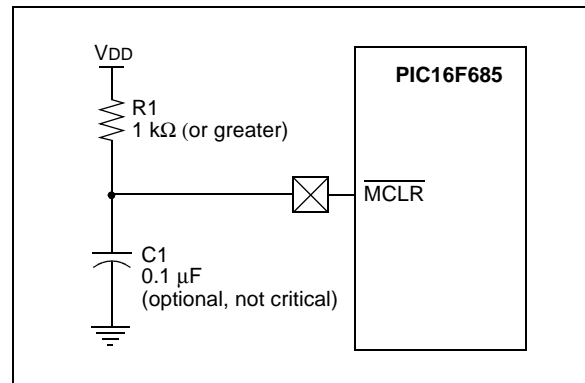 VDD
PIC16F685
R1
1 kΩ (or greater)
MCLR
C1
0.1 μF
(optional, not critical)